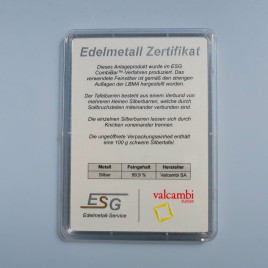 Edelmetall Zertifikat
Dieses Anlageprodukt wurde im ESG
CombiBar™-Verfahren produziert. Das
verwendete Feinsilber ist gemäß den strengen
Auflagen der LBMA hergestellt worden.
Der Tafelbarren besteht aus einem Verbund von
mehreren kleinen Silberbarren, welche durch
Sollbruchstellen miteinander verbunden sind.
Die einzelnen Silberbarren lassen sich durch
Knicken voneinander trennen.
Die ungeöffnete Verpackungseinheit enthält
eine 100 g schwere Silbertafel.
Metall Feingehalt Hersteller
Silber 99,9 % Valcambi SA
ESG valcambi
Edelmetall-Service suisse